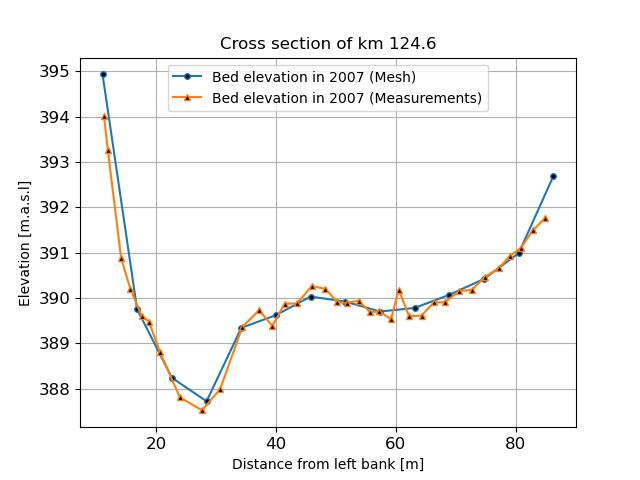 Cross section of km 124.6
Bed elevation in 2007 (Mesh)
Bed elevation in 2007 (Measurements)
Elevation [m.a.s.l]
395
394
393
392
391
390
389
388
20 40 60 80
Distance from left bank [m]